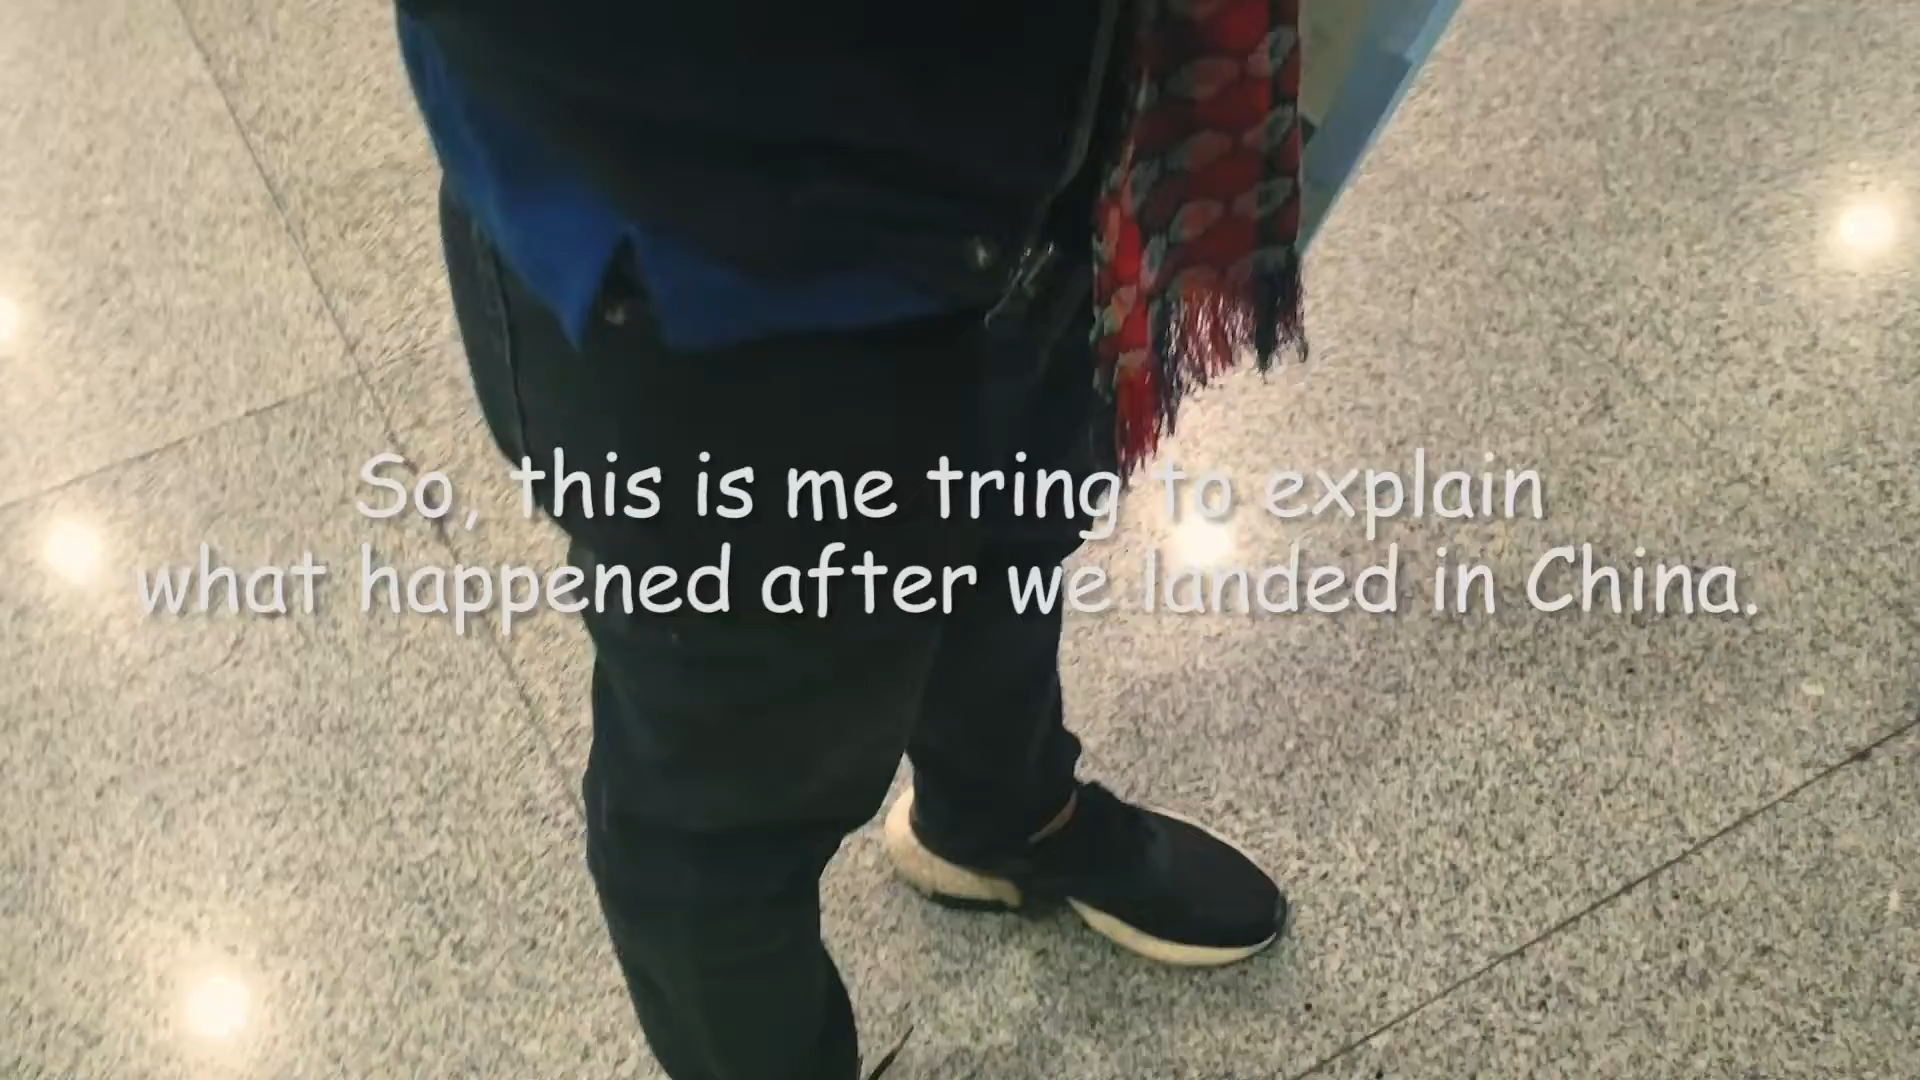 So, this is me tring to explain
what happened after we landed in China.